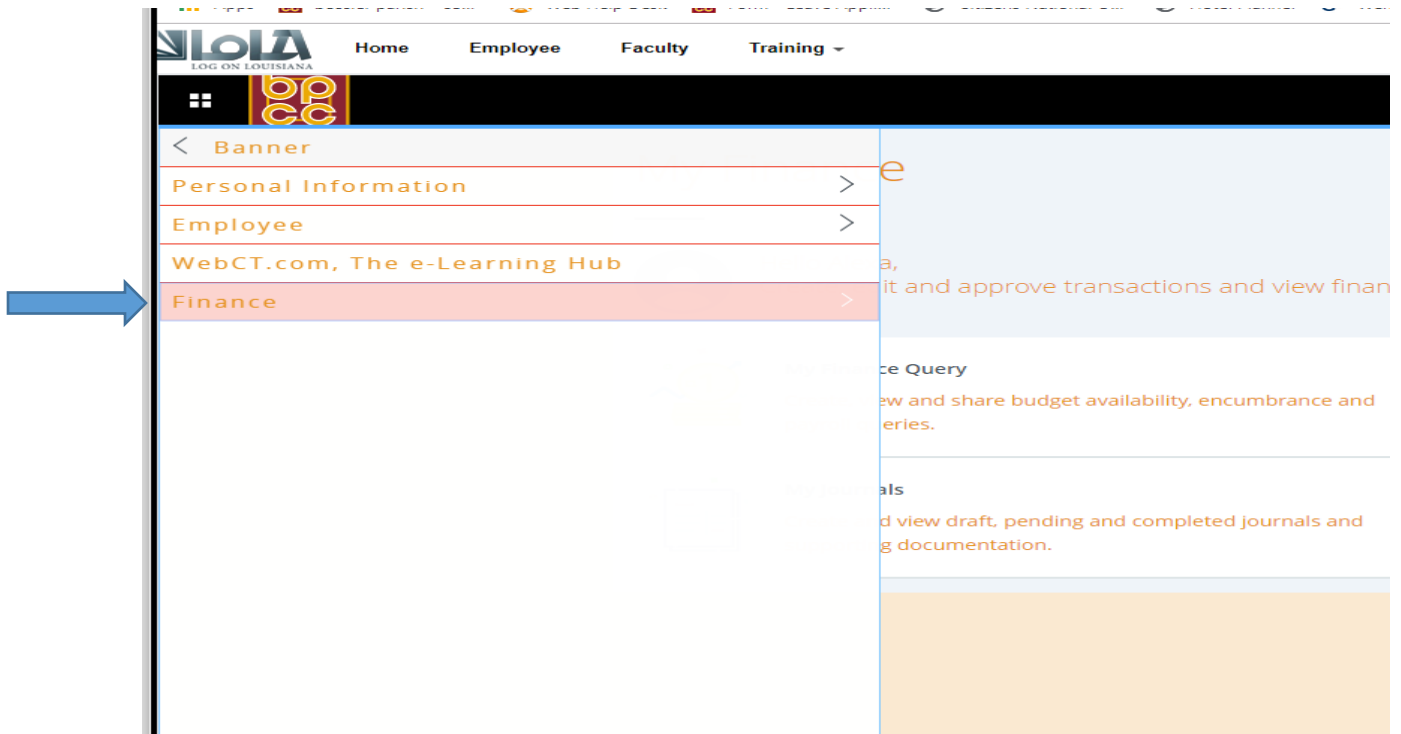 LoLA
LOG ON LOUISIANA
Home Employee Faculty Training
bp
cc
Banner
Personal Information
Employee
WebCT.com, The e-Learning Hub
Finance
e
a,
it and approve transactions and view finan
ce Query
ew and share budget availability, encumbrance and
eries.
als
d view draft, pending and completed journals and
g documentation.